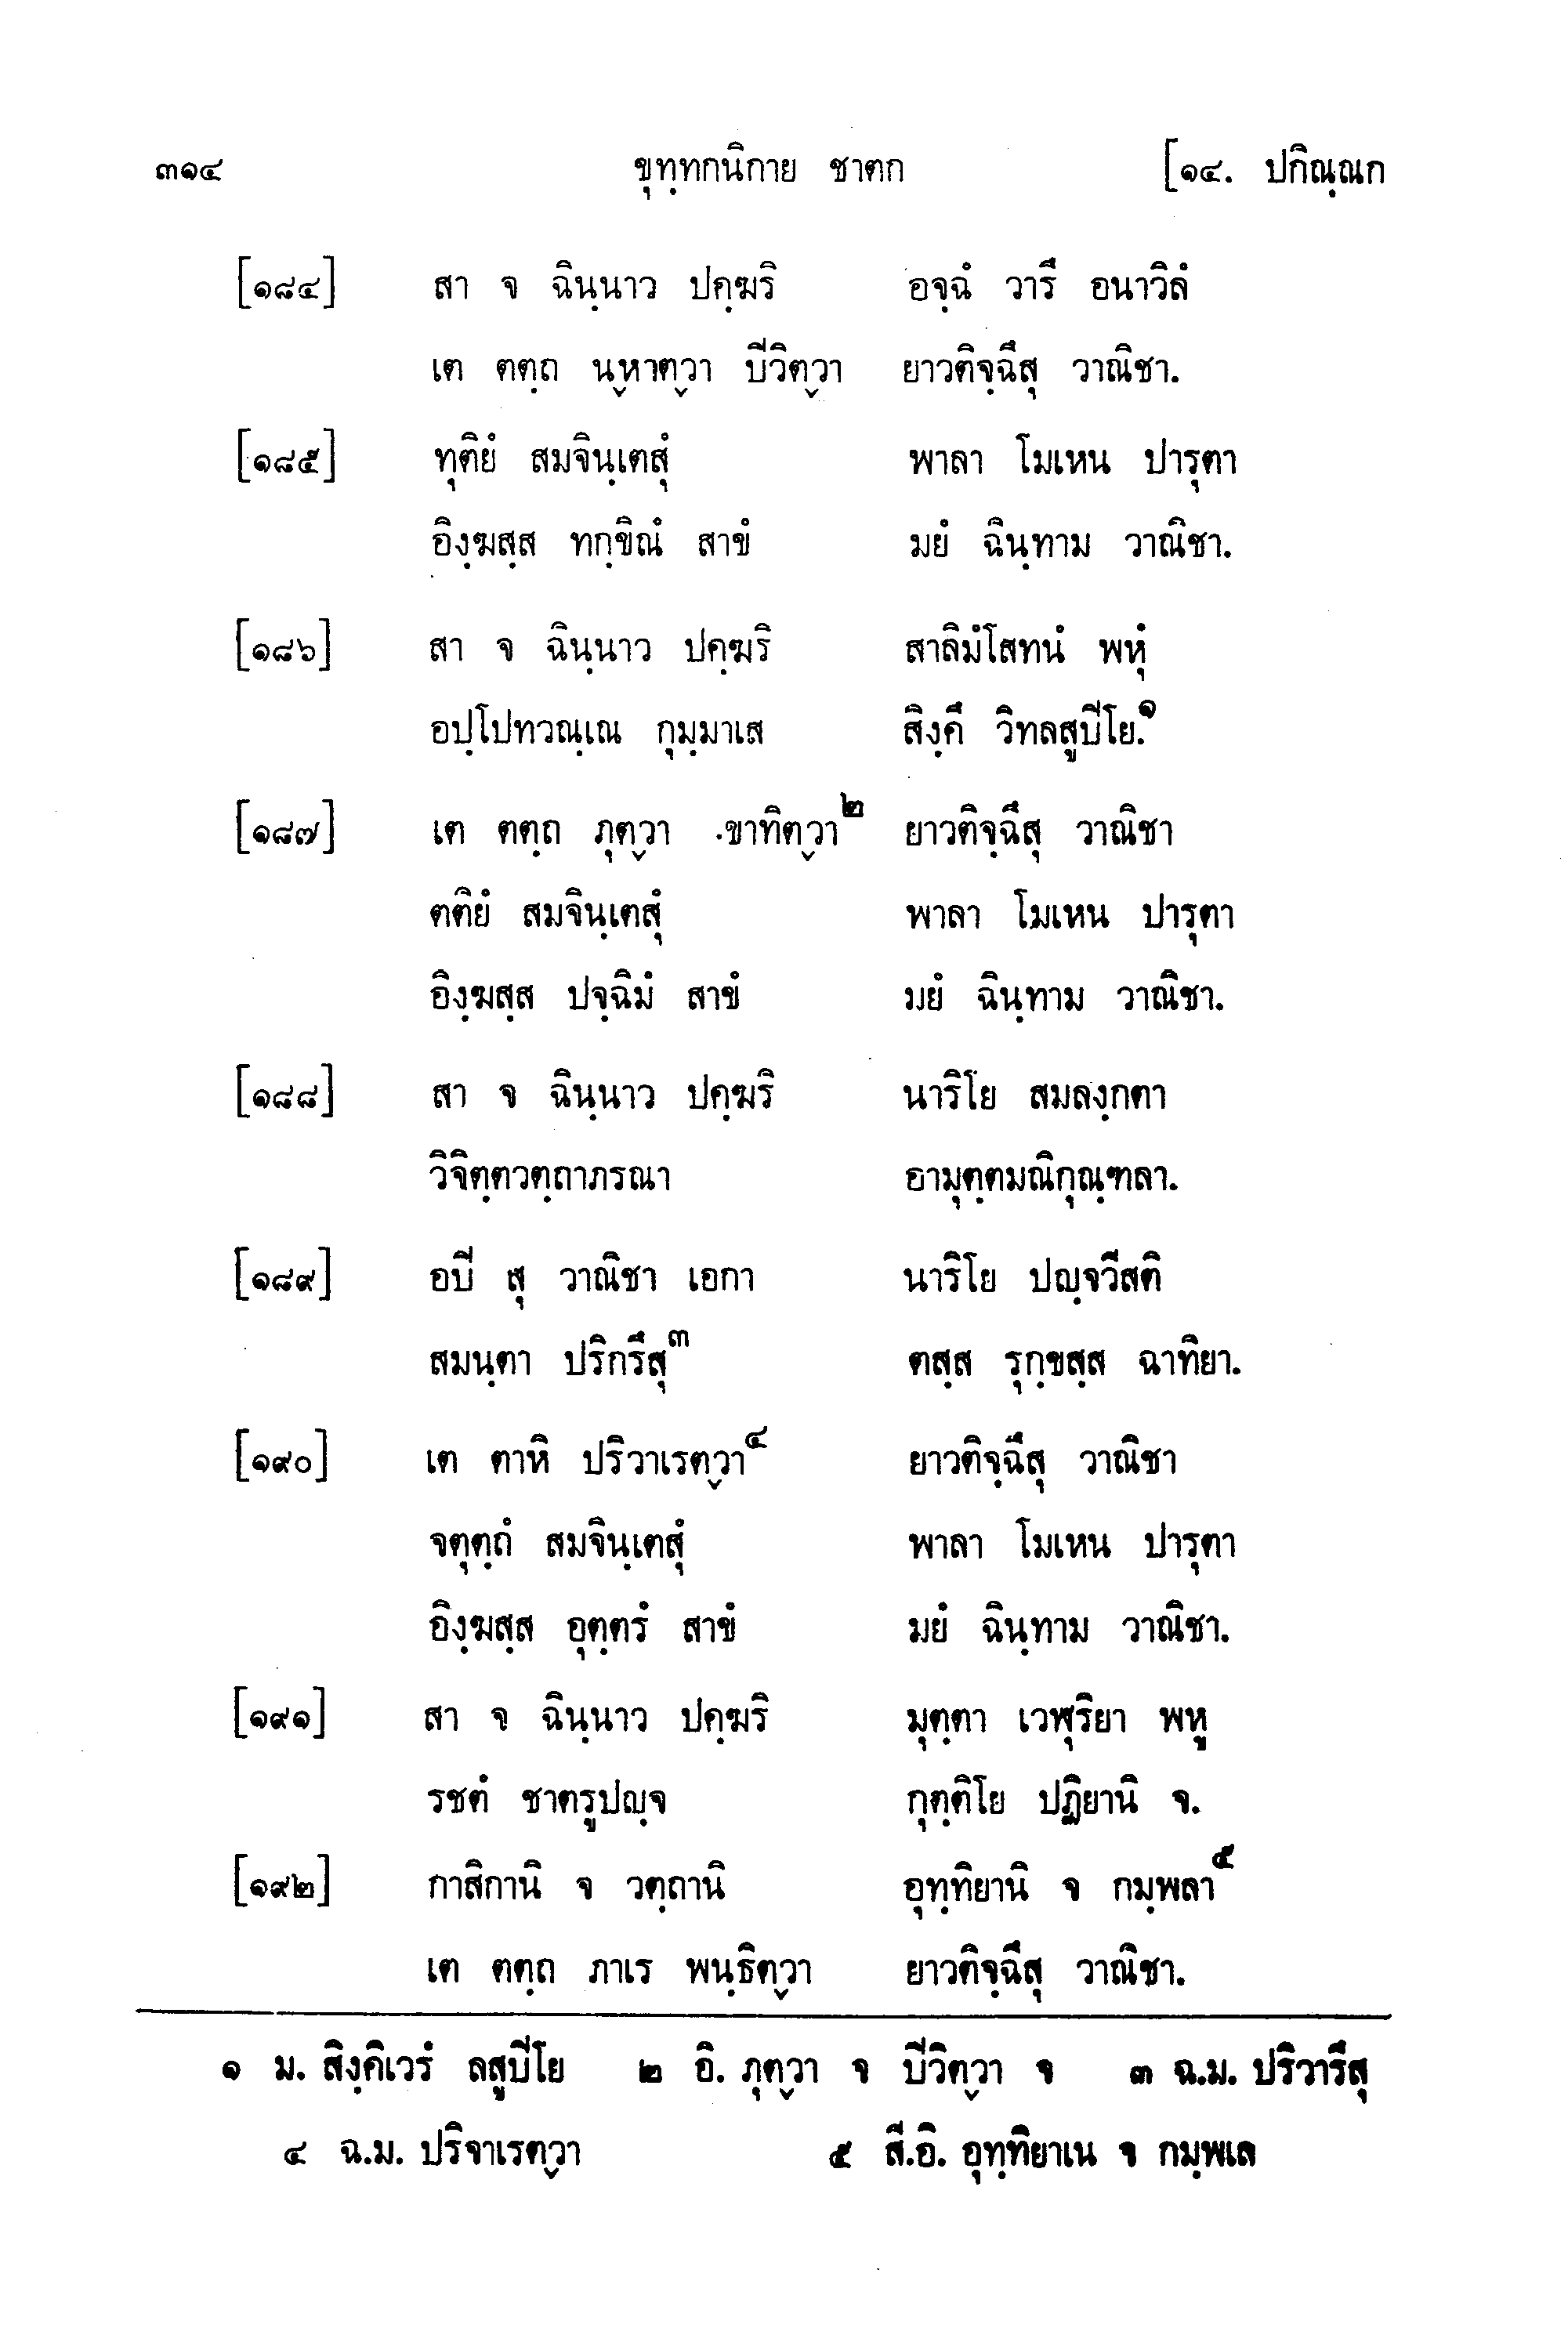 ๓๑๔ ขุทฺทกนิกาย ชาตก [๑๔. ปกิณฺณก
[๑๘๔] สา จ ฉินฺนาว ปคฺฆริ อจฺฉํ วารึ อนาวิลํ
เต ตตฺถ นฺหาตฺวา ปีวิตฺวา ยาวติจฺฉึสุ วาณิชา.
[๑๘๕] ทุติยํ สมจินฺเตสุํ พาลา โมเหน ปารุตา
อิงฺฆสฺส ทกฺขิณํ สาขํ มยํ ฉินฺทาม วาณิชา.
[๑๘๖] สา จ ฉินฺนาว ปคฺฆริ สาลิมํโสทนํ พหุํ
อปฺโปทวณฺเณ กุมฺมาเส สิงฺคึ วิทลสูปิโย.๑
[๑๘๗] เต ตตฺถ ภุตฺวา ขาทิตฺวา๒ ยาวติจฺฉึสุ วาณิชา
ตติยํ สมจินฺเตสุํ พาลา โมเหน ปารุตา
อิงฺฆสฺส ปจฺฉิมํ สาขํ มยํ ฉินฺทาม วาณิชา.
[๑๘๘] สา จ ฉินฺนาว ปคฺฆริ นาริโย สมลงฺกตา
วิจิตฺตวตฺถาภรณา อามุตฺตมณิกุณฺฑลา.
[๑๘๙] อปิ สุ วาณิชา เอกา นาริโย ปญฺจวีสติ
สมนฺตา ปริกรึสุ๓ ตสฺส รุกฺขสฺส ฉาทิยา.
[๑๙๐] เต ตาหิ ปริวาเรตฺวา๔ ยาวติจฺฉึสุ วาณิชา
จตุตฺถํ สมจินฺเตสุํ พาลา โมเหน ปารุตา
อิงฺฆสฺส อุตฺตรํ สาขํ มยํ ฉินฺทาม วาณิชา.
[๑๙๑] สา จ ฉินฺนาว ปคฺฆริ มุตฺตา เวฬุริยา พหู
รชตํ ชาตรูปญฺจ กุตฺติโย ปฏิยานิ จ.
[๑๙๒] กาสิกานิ จ วตฺถานิ อุทฺทิยานิ จ กมฺพลา๕
เต ตตฺถ ภาเร พนฺธิตฺวา ยาวติจฺฉึสุ วาณิชา.
๑ ม. สิงฺคิเวรํ ลสูปิโย ๒ อิ. ภุตฺวา จ ปีวิตฺวา จ ๓ ฉ.ม. ปริวารึสุ
๔ ฉ.ม. ปริจาเรตฺวา ๕ สี.อิ. อุทฺทิยาเน จ กมฺพเล